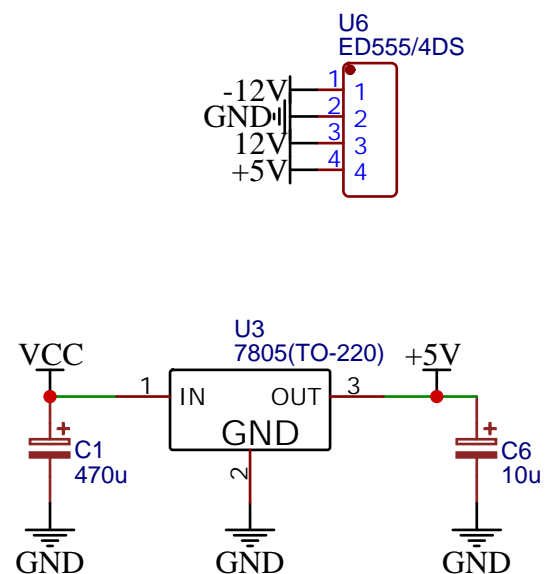 U6
ED555/4DS
-12V 1 1
GND 2 2
12V 3 3
+5V 4 4
U3
7805(TO-220)
VCC +5V
1 IN OUT 3
GND
2
+ C1
470u
+ C6
10u
GND GND GND